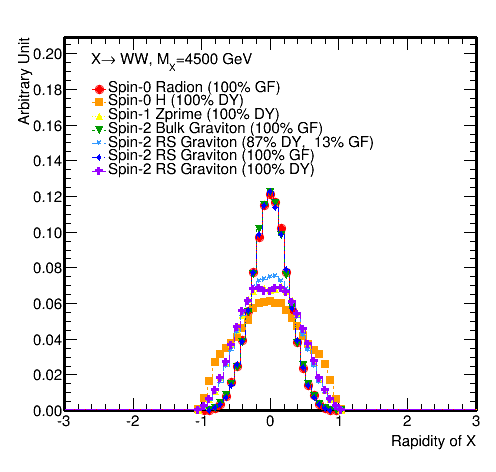 Arbitrary Unit
0.20
0.18
0.16
0.14
0.12
0.10
0.08
0.06
0.04
0.02
0.00
X→ WW, M_X=4500 GeV
Spin-0 Radion (100% GF)
Spin-0 H (100% DY)
Spin-1 Zprime (100% DY)
Spin-2 Bulk Graviton (100% GF)
Spin-2 RS Graviton (87% DY, 13% GF)
Spin-2 RS Graviton (100% GF)
Spin-2 RS Graviton (100% DY)
-3 -2 -1 0 1 2 3
Rapidity of X